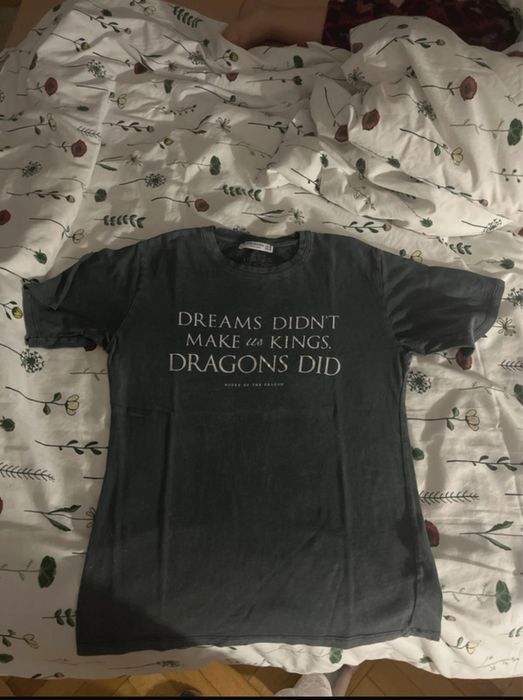 DREAMS DIDN'T
MAKE us KINGS.
DRAGONS DID
HOUSE OF THE DRAGON